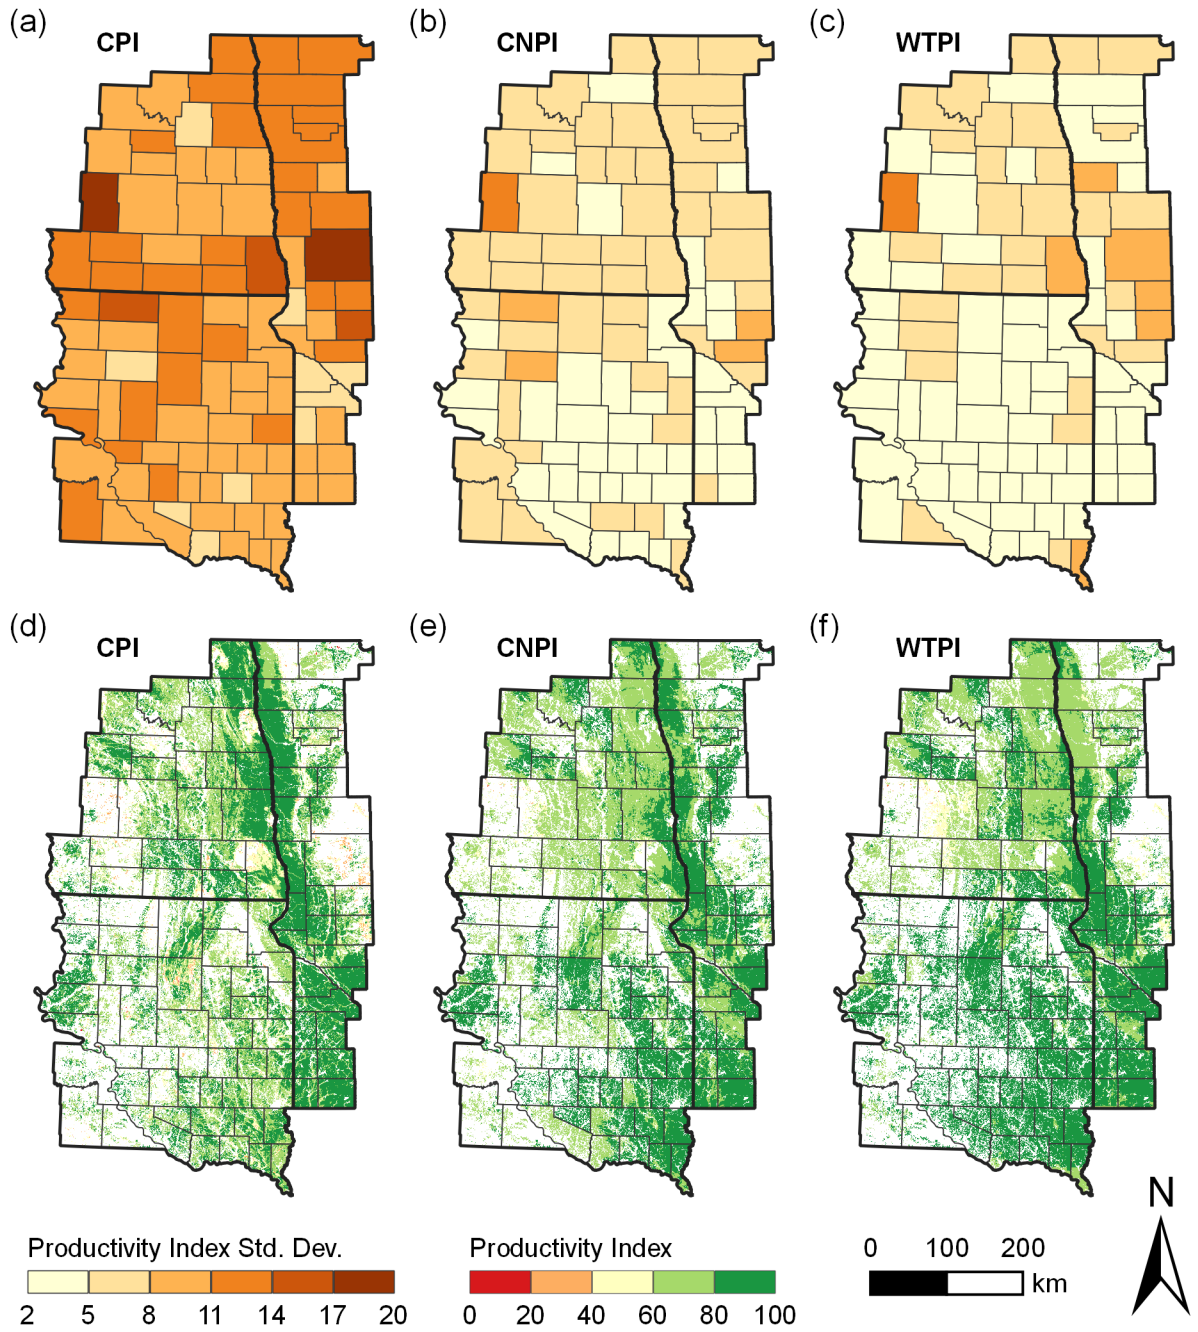 (a) CPI
(b) CNPI
(c) WTPI
(d) CPI
(e) CNPI
(f) WTPI
N
Productivity Index Std. Dev.
2 5 8 11 14 17 20
Productivity Index
0 20 40 60 80 100
0 100 200
km